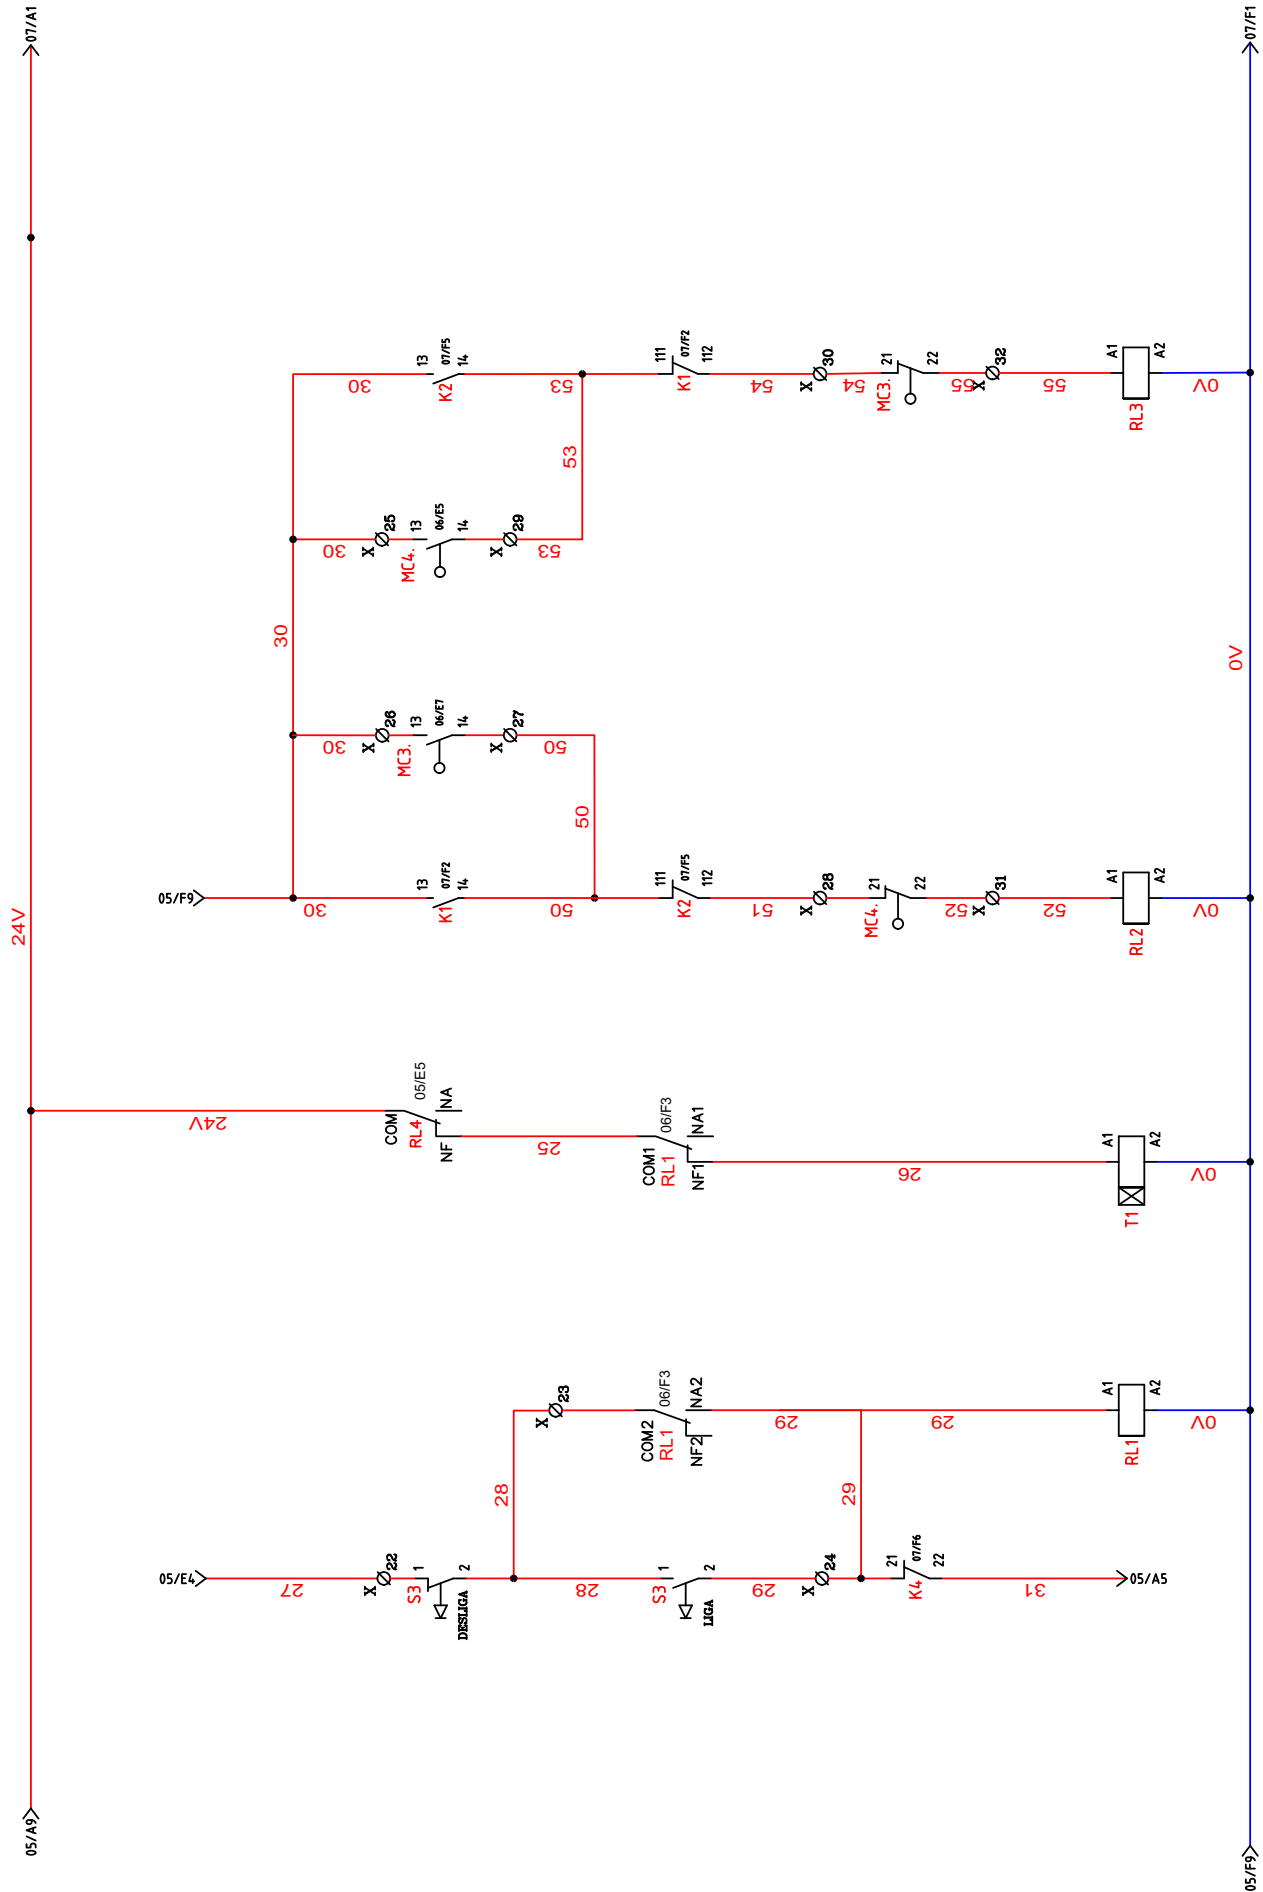 05/A9
24V
07/A1
05/E4
27
X
22
S3
1
2
DESLIGA
28
28
X
23
S3
1
2
LIGA
29
X
24
29
K4
21
07/F6
22
31
05/A5
COM2
RL1
06/F3
NF2
NA2
29
29
RL1
A1
A2
0V
24V
COM
RL4
05/E5
NF
NA
25
COM1
RL1
06/F3
NF1
NA1
26
T1
A1
A2
0V
05/F9
30
K1
13
07/F2
14
50
K2
111
07/F5
112
51
X
28
MC4.
21
22
52
X
31
52
RL2
A1
A2
0V
30
X
26
MC3.
13
06/E7
14
X
27
50
50
30
30
X
25
MC4.
13
06/E5
14
X
29
53
53
30
K2
13
07/F5
14
53
K1
111
07/F2
112
54
X
30
54
MC3.
21
22
55
X
32
55
RL3
A1
A2
0V
05/F9
0V
07/F1